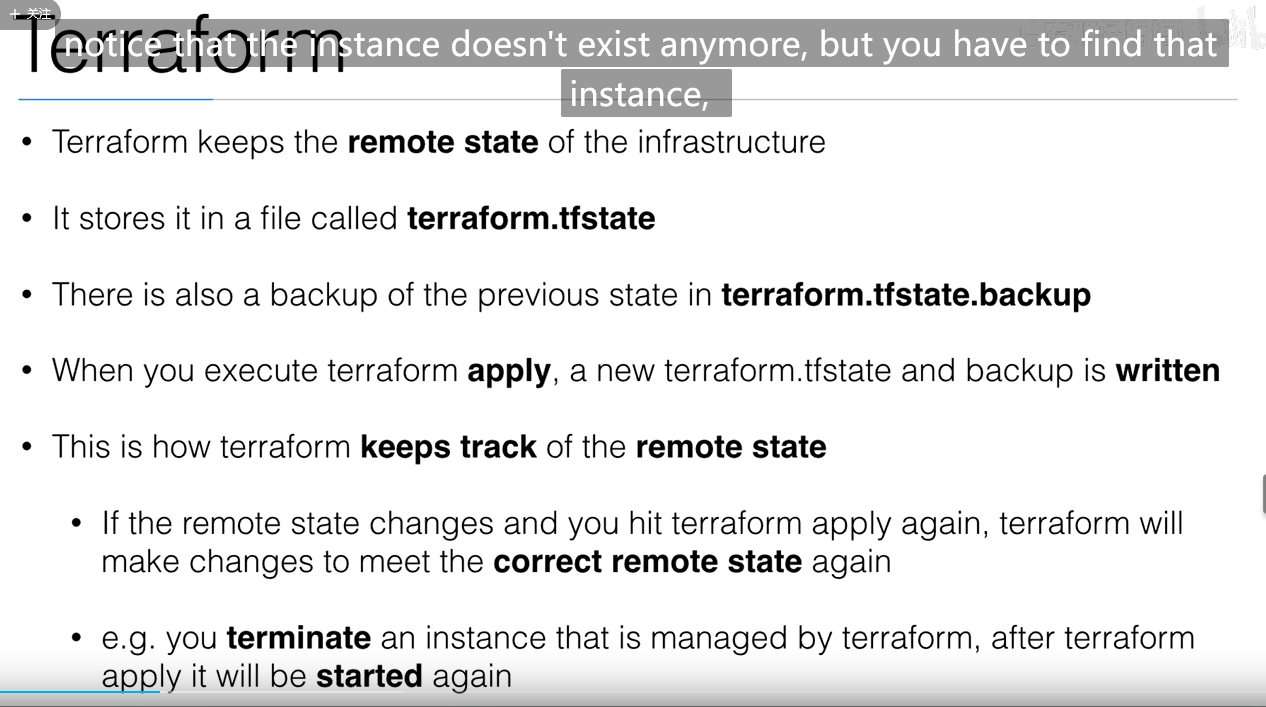 + 关注
Terraform
notice that the instance doesn't exist anymore, but you have to find that
instance,
• Terraform keeps the remote state of the infrastructure
• It stores it in a file called terraform.tfstate
• There is also a backup of the previous state in terraform.tfstate.backup
• When you execute terraform apply, a new terraform.tfstate and backup is written
• This is how terraform keeps track of the remote state
• If the remote state changes and you hit terraform apply again, terraform will
make changes to meet the correct remote state again
• e.g. you terminate an instance that is managed by terraform, after terraform
apply it will be started again